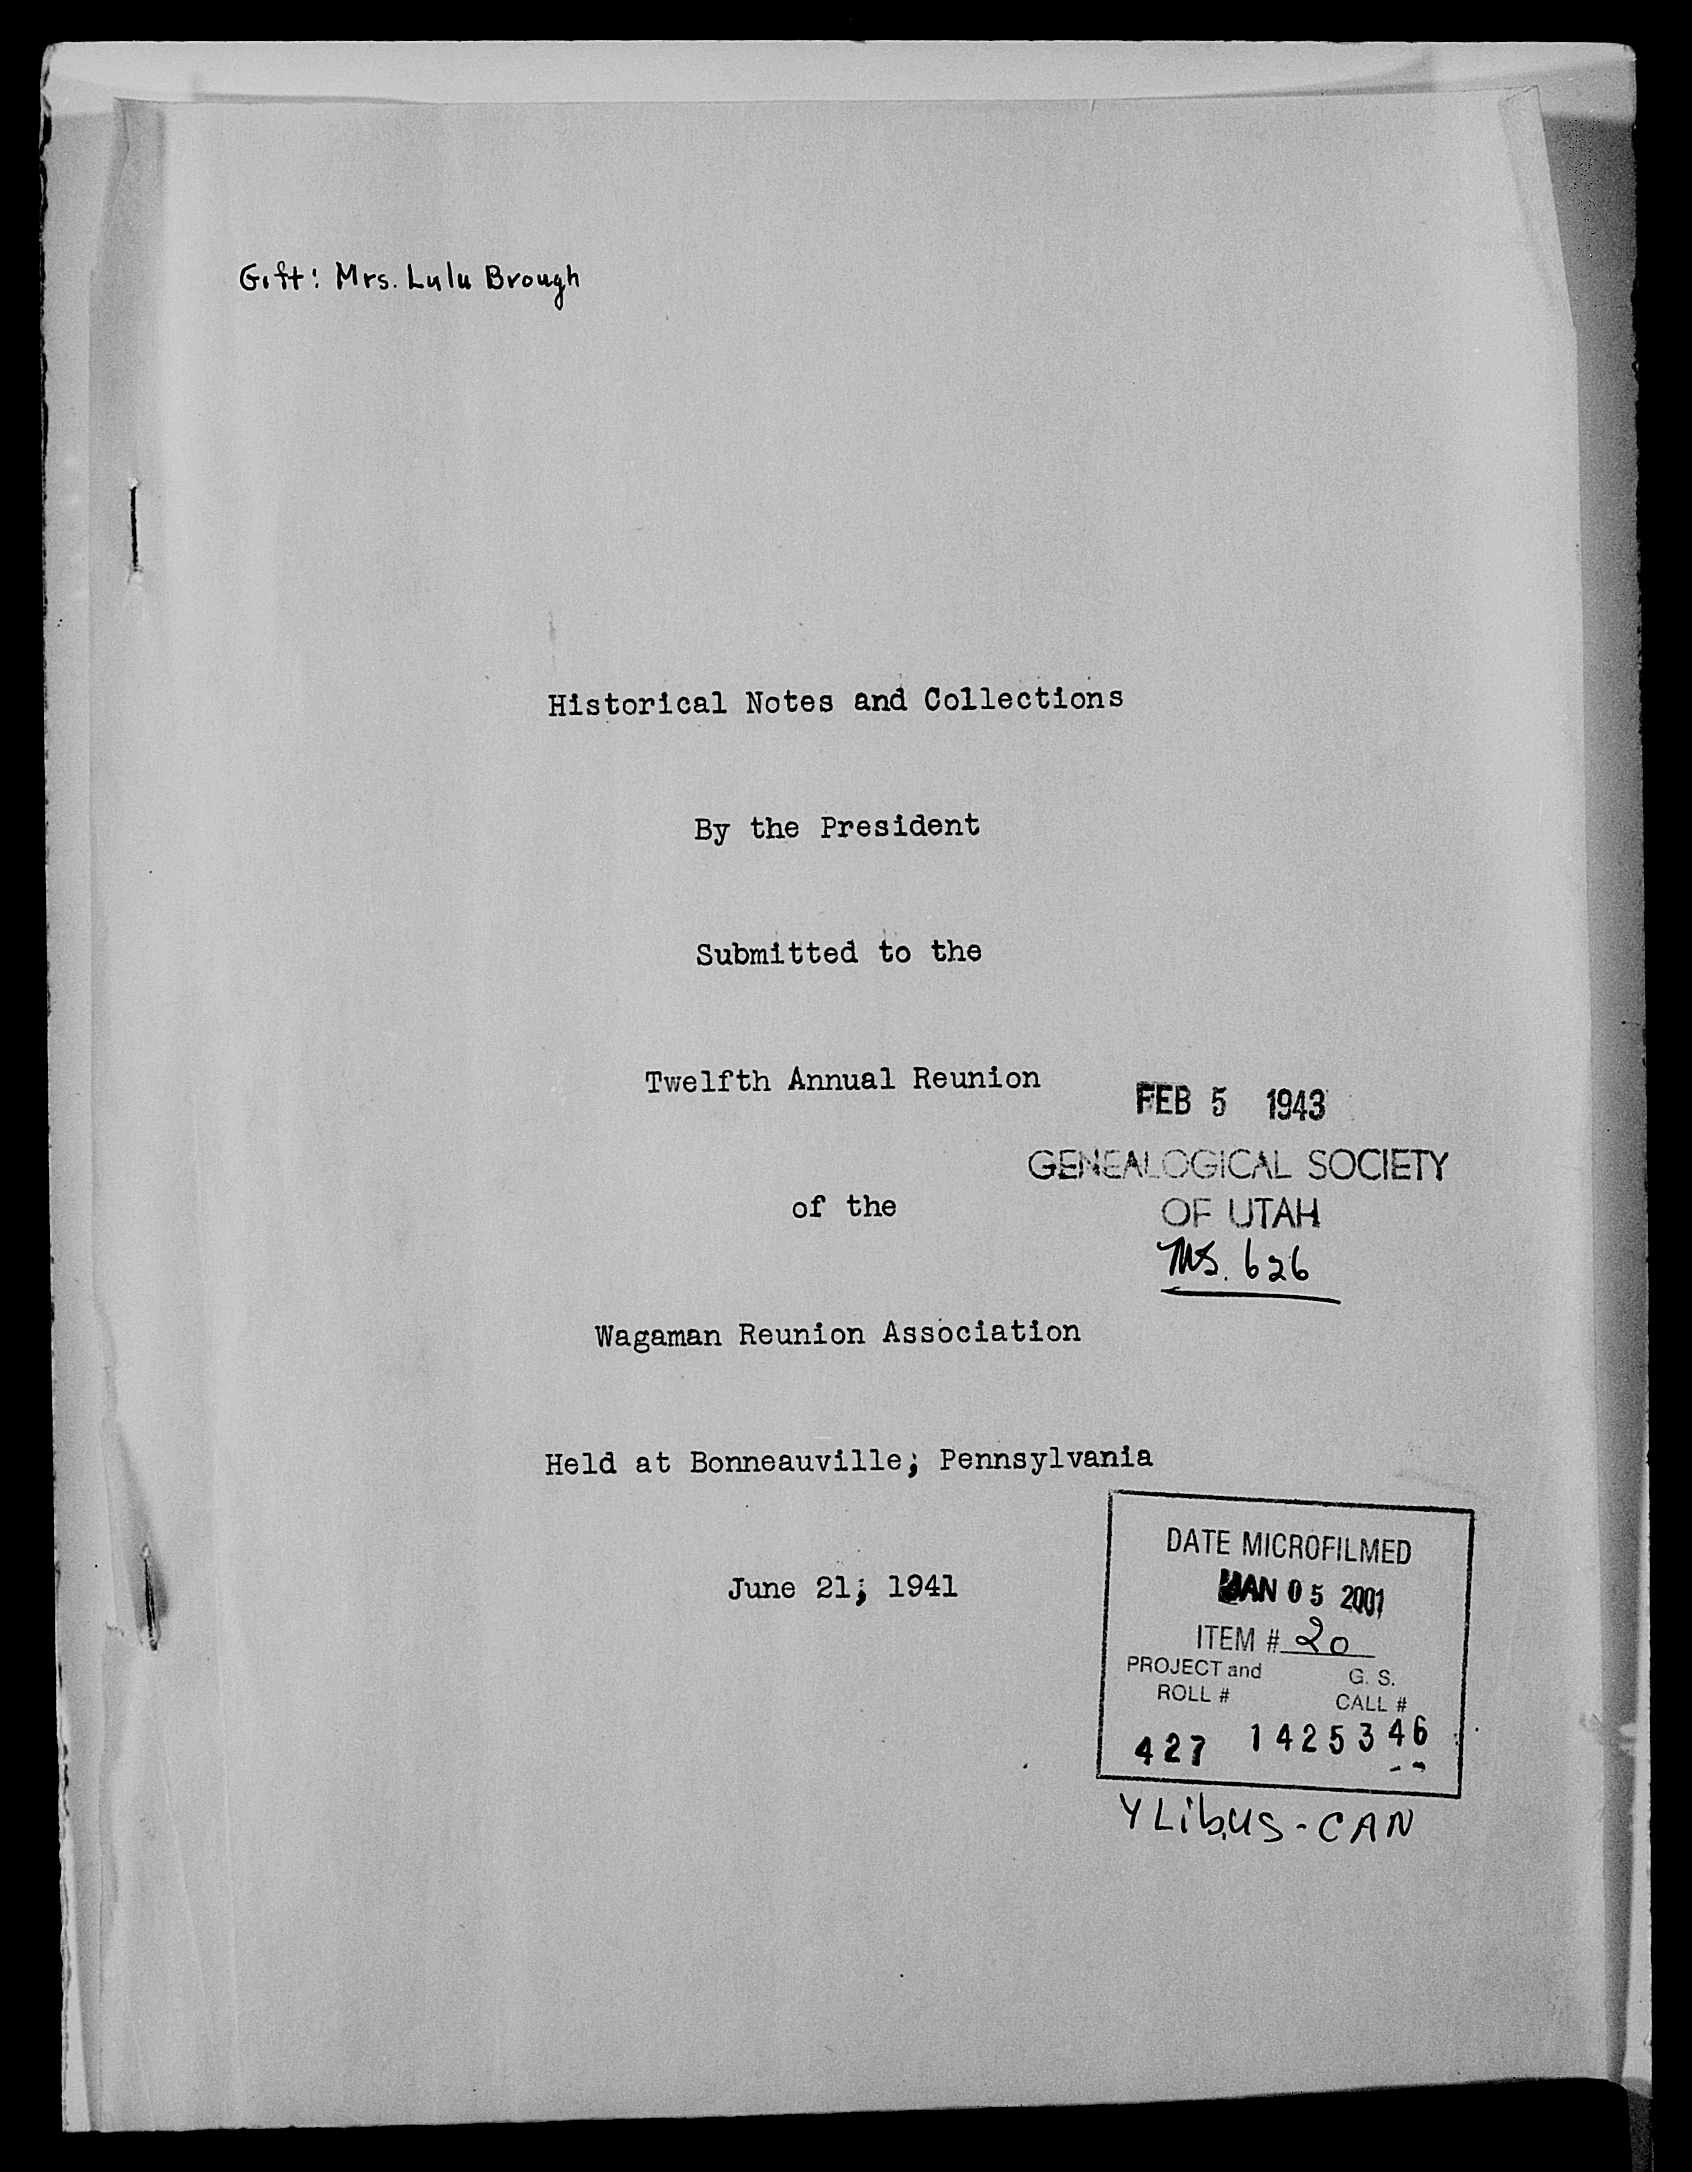 Gift: Mrs. Lulu Brough
Historical Notes and Collections
By the President
Submitted to the
Twelfth Annual Reunion
FEB 5 1943
GENEALOGICAL SOCIETY
of the
OF UTAH
MS. 626
Wagaman Reunion Association
Held at Bonneauville; Pennsylvania
June 21; 1941
DATE MICROFILMED
05 2001
ITEM # 20
PROJECT and G. S.
ROLL # CALL #
427 1425346
YLib.US-CAN